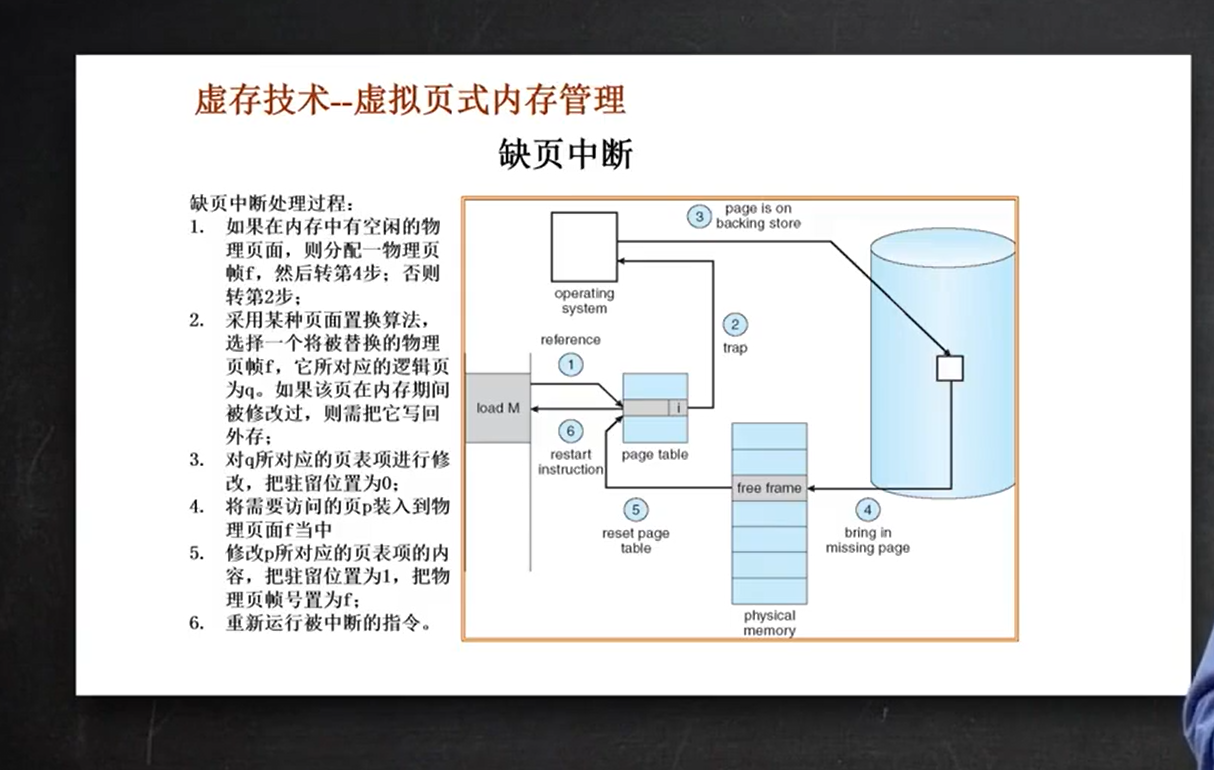 虚存技术--虚拟页式内存管理
缺页中断
缺页中断处理过程：
1. 如果在内存中有空闲的物
理页面，则分配一物理页
帧f，然后转第4步；否则
转第2步；
2. 采用某种页面置换算法，
选择一个将被替换的物理
页帧f，它所对应的逻辑页
为q。如果该页在内存期间
被修改过，则需把它写回
外存；
3. 对q所对应的页表项进行修
改，把驻留位置为0；
4. 将需要访问的页p装入到物
理页面f当中
5. 修改p所对应的页表项的内
容，把驻留位置为1，把物
理页帧号置为f；
6. 重新运行被中断的指令。
3
page is on
backing store
operating
system
2
trap
reference
1
load M
i
6
restart
instruction
page table
free frame
5
reset page
table
4
bring in
missing page
physical
memory